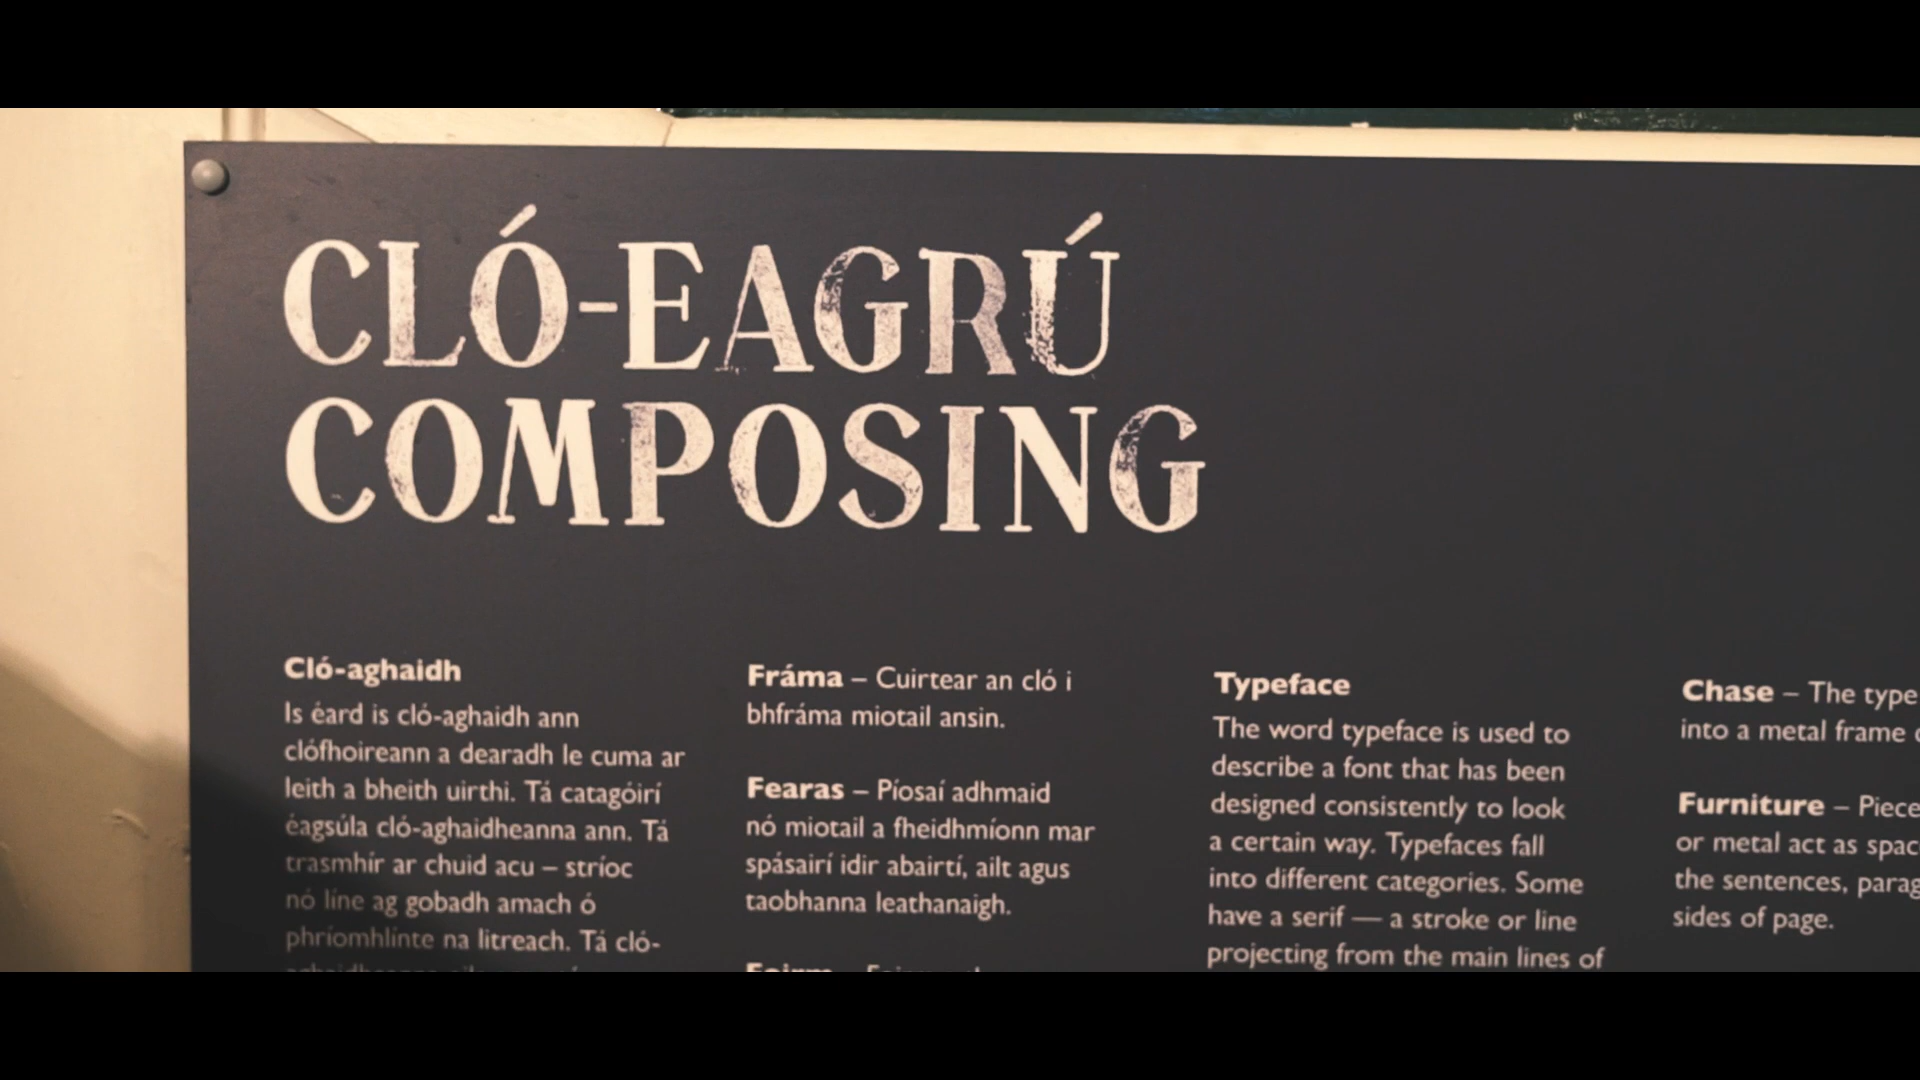 CLÓ-EAGRÚ
COMPOSING
Cló-aghaidh
Is éard is cló-aghaidh ann
clófhoireann a dearadh le cuma ar
leith a bheith uirthi. Tá catagóirí
éagsúla cló-aghaidheanna ann. Tá
trasmhír ar chuid acu – stríoc
nó líne ag gobadh amach ó
phríomhlínte na litreach. Tá cló-
Fráma – Cuirtear an cló i
bhfráma miotail ansin.
Fearas – Píosaí adhmaid
nó miotail a fheidhmíonn mar
spásairí idir abairtí, ailt agus
taobhanna leathanaigh.
Typeface
The word typeface is used to
describe a font that has been
designed consistently to look
a certain way. Typefaces fall
into different categories. Some
have a serif — a stroke or line
projecting from the main lines of
Chase – The type
into a metal frame
Furniture – Piece
or metal act as spac
the sentences, parag
sides of page.